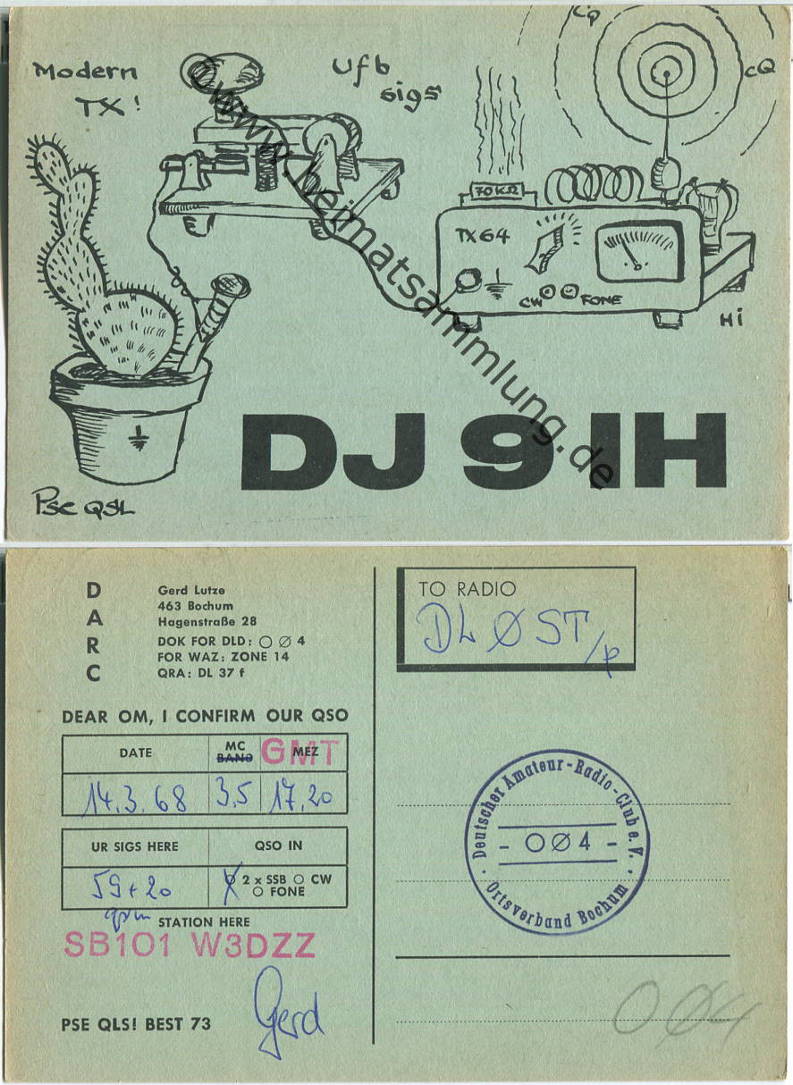 Modern
TX!
Ufb
sigs
CQ
CQ
70KΩ
TX64
CW FONE
Hi
www.heimatsammlung.de
DJ 9 IH
Pse QSL
DARC
Gerd Lutze
463 Bochum
Hagenstraße 28
DOK FOR DLD: O Ø 4
FOR WAZ: ZONE 14
QRA: DL 37 f
DEAR OM, I CONFIRM OUR QSO
DATE MC BAND MEZ GMT
14.3.68 3,5 17,20
UR SIGS HERE QSO IN
59+20 2 x SSB O CW
O FONE
STATION HERE
SB101 W3DZZ
PSE QLS! BEST 73 Gerd
TO RADIO
DL Ø ST/p
Deutscher Amateur-Radio-Club e.V.
- OØ4 -
Ortsverband Bochum
OØ4